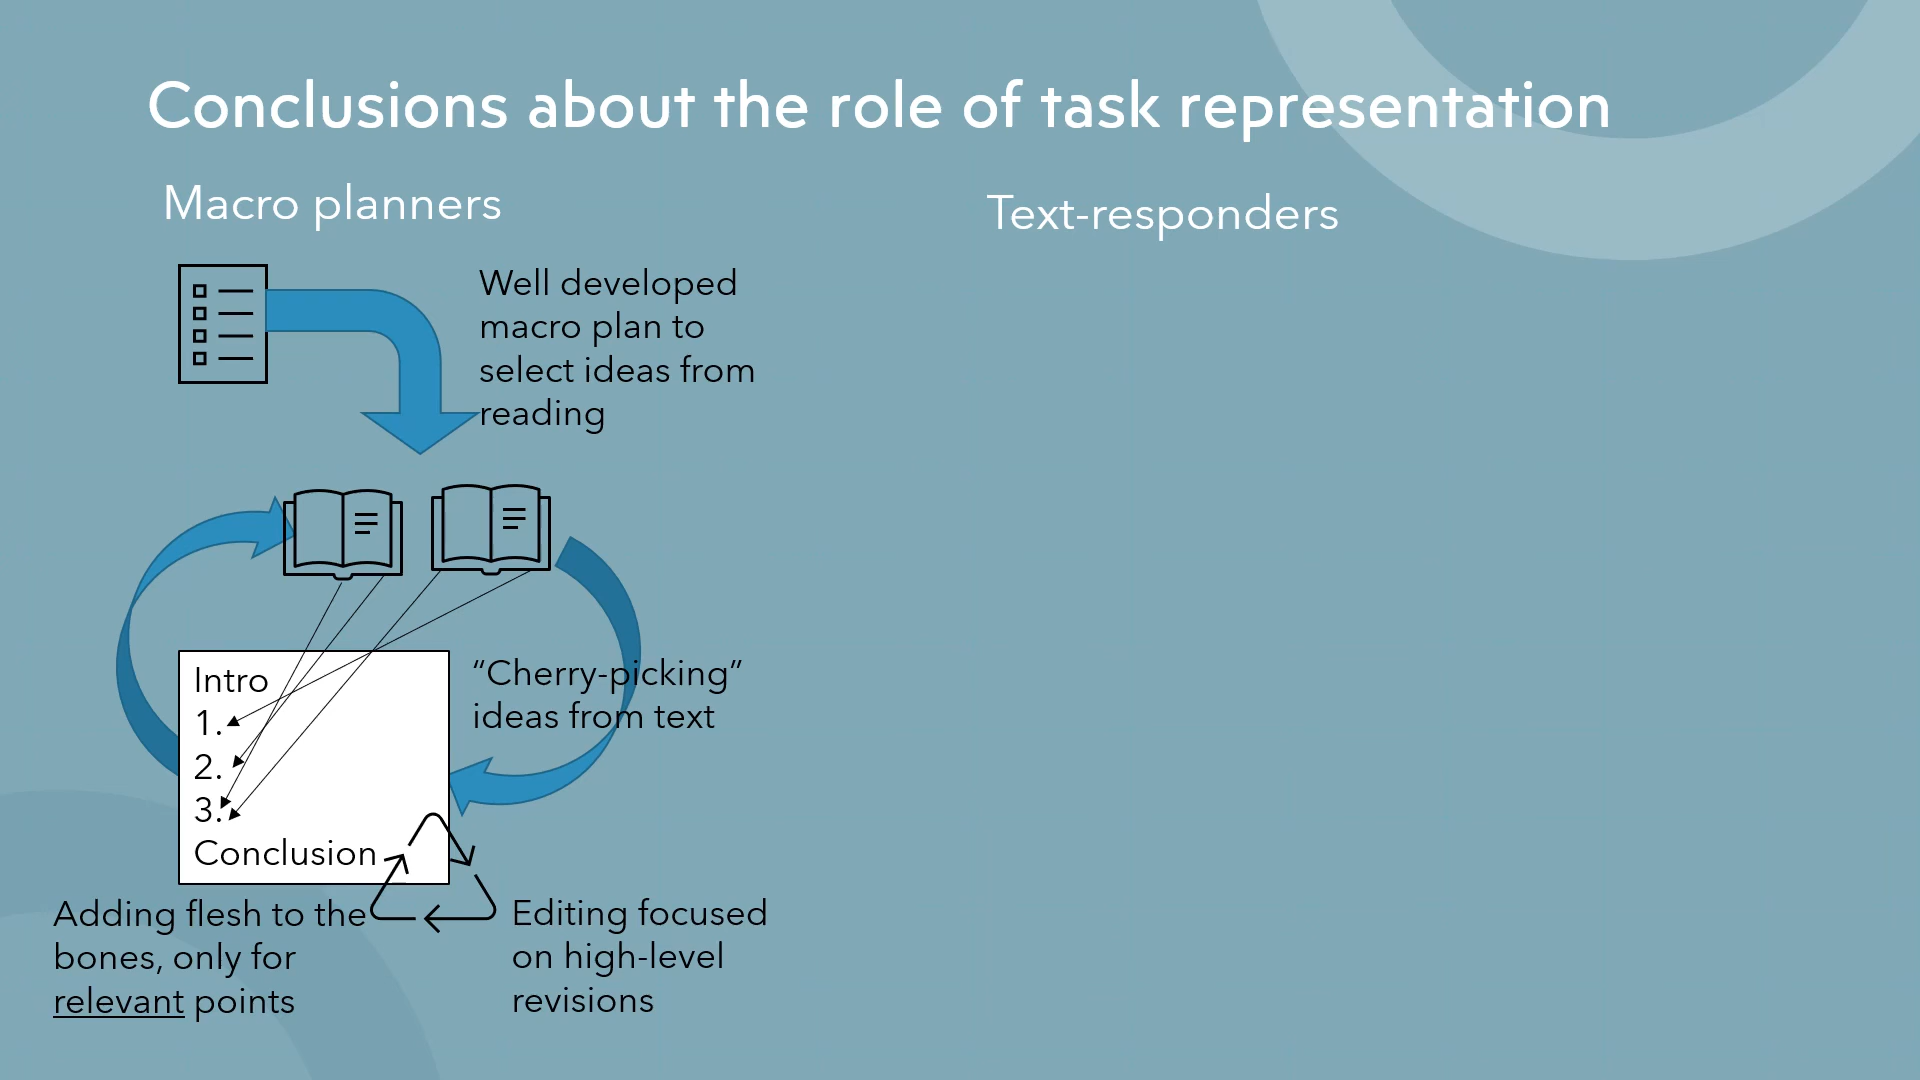 Conclusions about the role of task representation
Macro planners
Text-responders
Well developed
macro plan to
select ideas from
reading
Intro
1.
2.
3.
Conclusion
“Cherry-picking”
ideas from text
Adding flesh to the
bones, only for
relevant points
Editing focused
on high-level
revisions